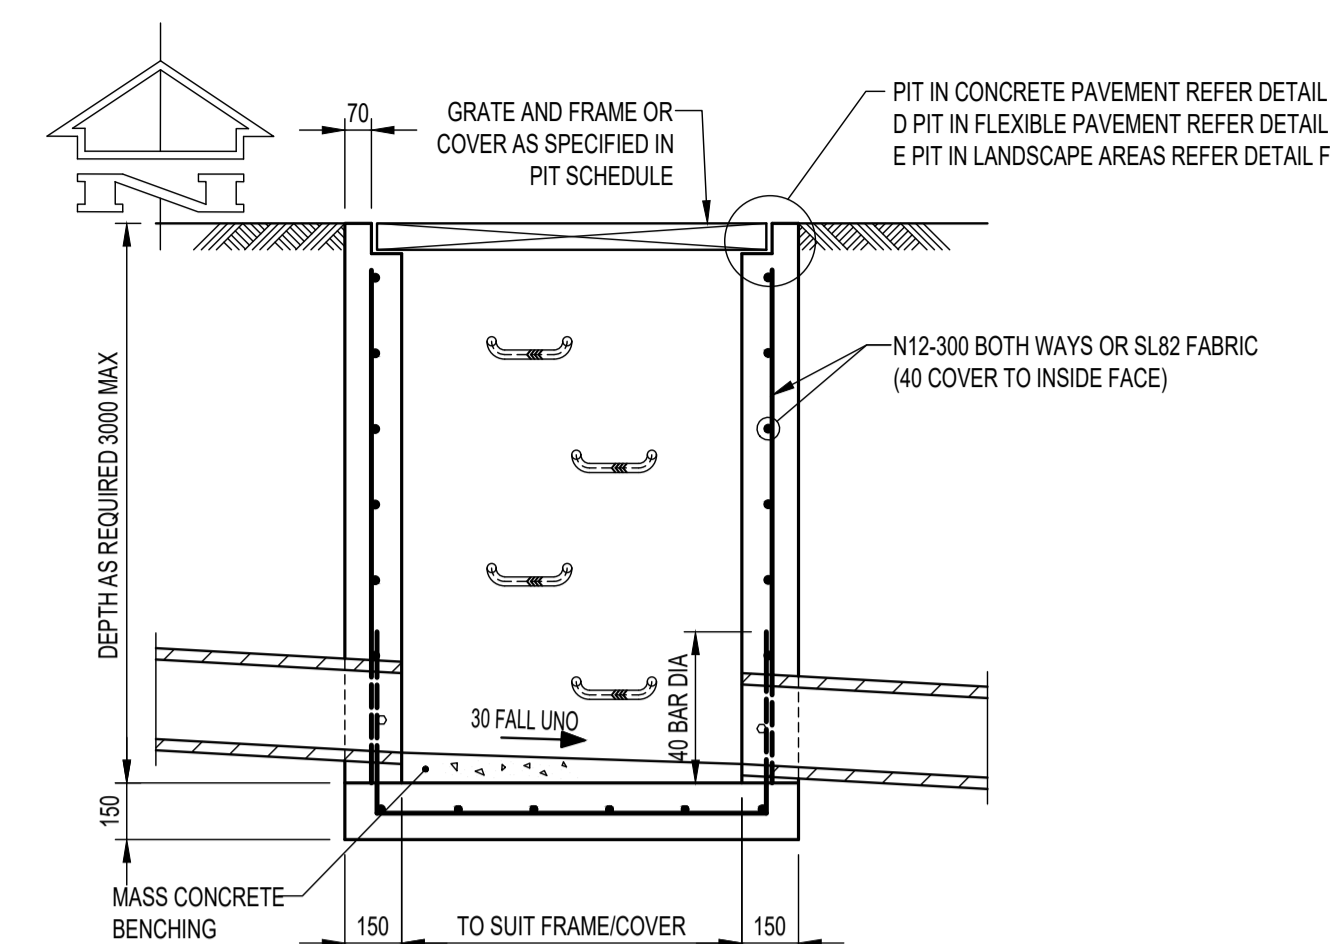 70
GRATE AND FRAME OR
COVER AS SPECIFIED IN
PIT SCHEDULE
PIT IN CONCRETE PAVEMENT REFER DETAIL
D PIT IN FLEXIBLE PAVEMENT REFER DETAIL
E PIT IN LANDSCAPE AREAS REFER DETAIL F
N12-300 BOTH WAYS OR SL82 FABRIC
(40 COVER TO INSIDE FACE)
DEPTH AS REQUIRED 3000 MAX
30 FALL UNO
40 BAR DIA
150
MASS CONCRETE
BENCHING
150
TO SUIT FRAME/COVER
150